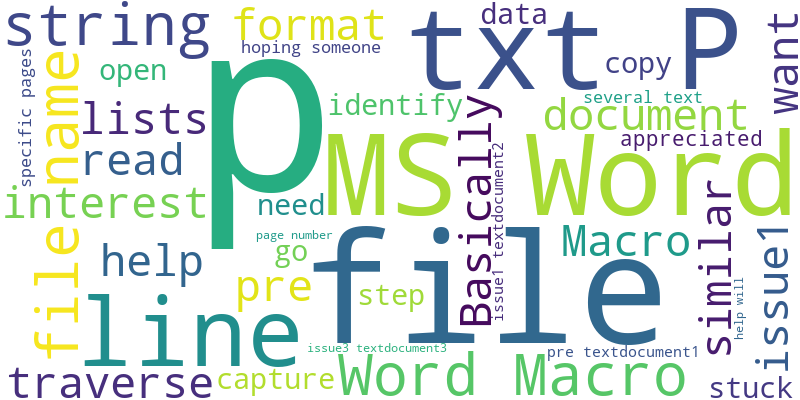 string
format
data
txt
P
want
hoping someone
specific pages
open
copy
p
name
lists
identify
several text
document
read
appreciated
MS
Word
interest
need
Basically
issue1 textdocument2
similar
page number
go
file
Macro
issue1
help
file
pre
step
line
help will
issue3 textdocument3
pre textdocument1
traverse
capture
Word Macro
stuck